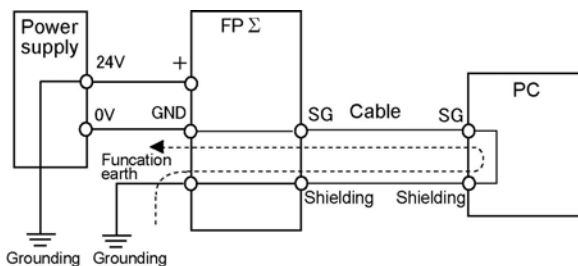 Power
supply
FP Σ
PC
24V
+
0V
GND
SG
Cable
SG
Funcation
earth
Shielding
Shielding
Grounding
Grounding